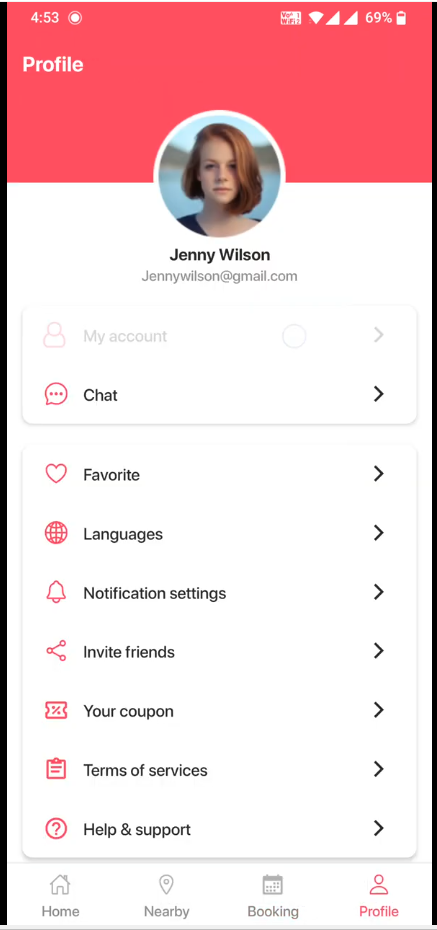 4:53
69%
Profile
Jenny Wilson
Jennywilson@gmail.com
My account
Chat
Favorite
Languages
Notification settings
Invite friends
Your coupon
Terms of services
Help & support
Home
Nearby
Booking
Profile